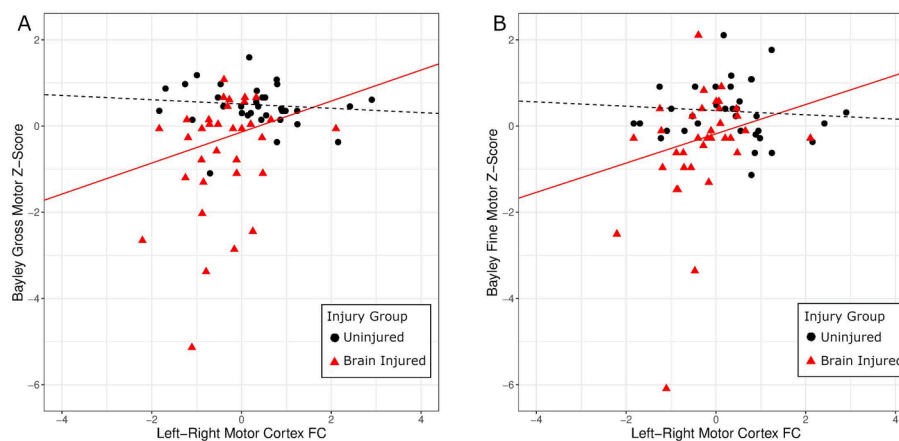 A
Bayley Gross Motor Z−Score
2
0
−2
−4
−6
−4
−2
0
2
4
Left−Right Motor Cortex FC
Injury Group
Uninjured
Brain Injured
B
Bayley Fine Motor Z−Score
2
0
−2
−4
−6
−4
−2
0
2
4
Left−Right Motor Cortex FC
Injury Group
Uninjured
Brain Injured